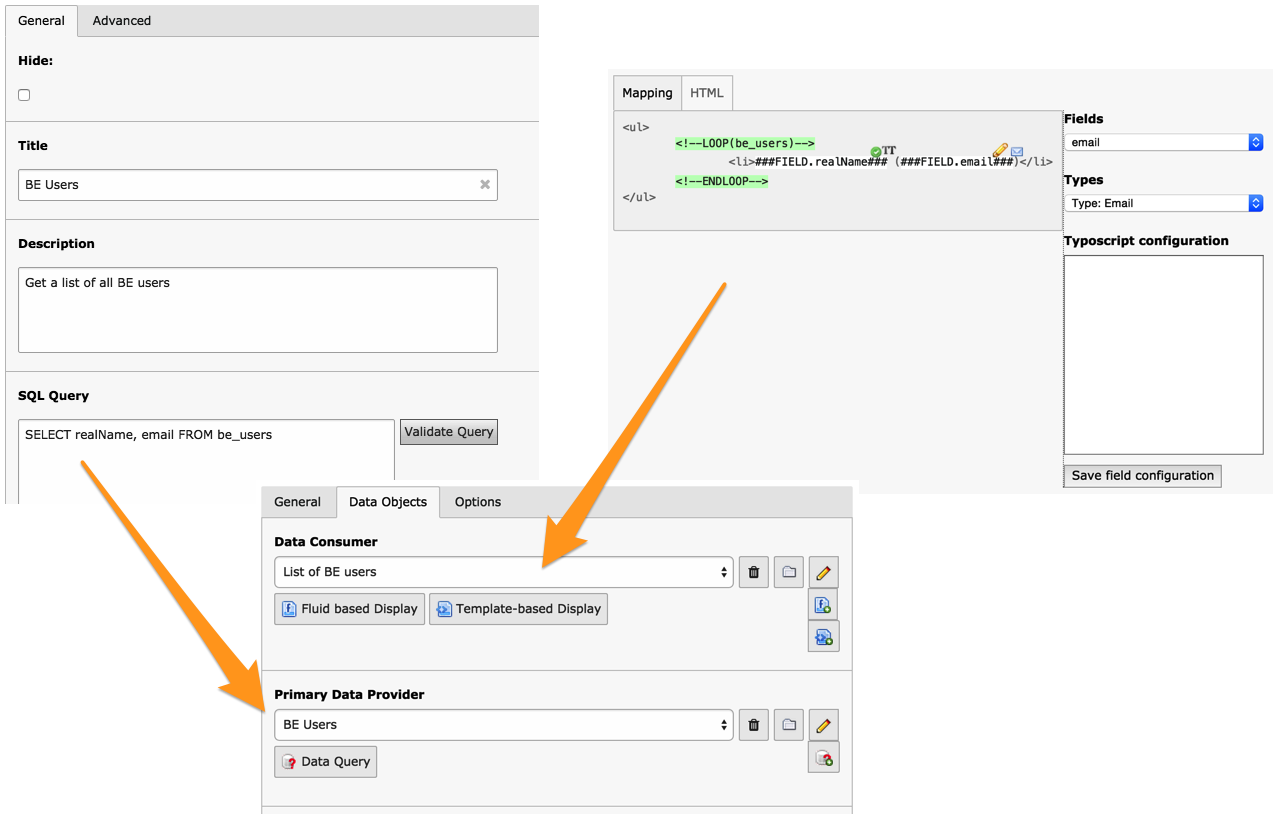 General
Advanced
Hide:
Title
BE Users
Description
Get a list of all BE users
SQL Query
SELECT realName, email FROM be_users
Validate Query
Mapping
HTML
<ul>
<!--LOOP(be_users)-->
TT
<li>###FIELD.realName### (###FIELD.email###)</li>
<!--ENDLOOP-->
</ul>
Fields
email
Types
Type: Email
Typoscript configuration
Save field configuration
General
Data Objects
Options
Data Consumer
List of BE users
Fluid based Display
Template-based Display
Primary Data Provider
BE Users
Data Query